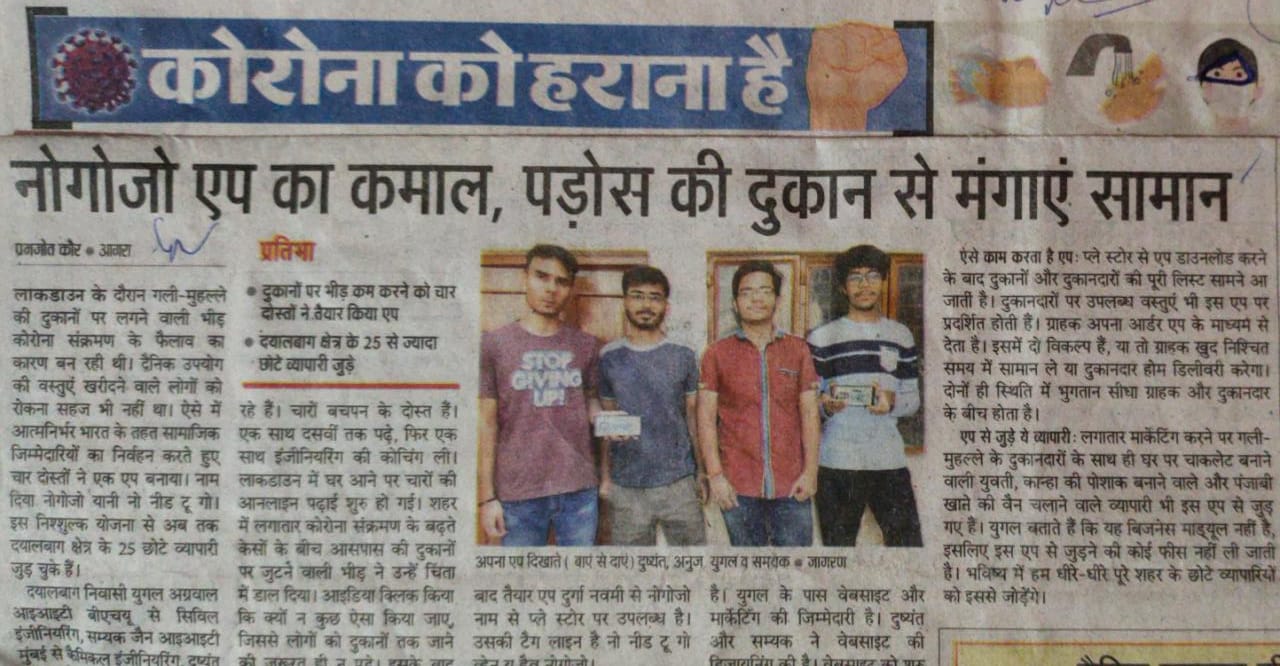 कोरोना को हराना है
नोगोजो एप का कमाल, पड़ोस की दुकान से मंगाएं सामान
प्रभजोत कौर ● आगरा
लाकडाउन के दौरान गली-मुहल्ले
की दुकानों पर लगने वाली भीड़
कोरोना संक्रमण के फैलाव का
कारण बन रही थी। दैनिक उपयोग
की वस्तुएं खरीदने वाले लोगों को
रोकना सहज भी नहीं था। ऐसे में
आत्मनिर्भर भारत के तहत सामाजिक
जिम्मेदारियों का निर्वहन करते हुए
चार दोस्तों ने एक एप बनाया। नाम
दिया नोगोजो यानी नो नीड टू गो।
इस निशुल्क योजना से अब तक
दयालबाग क्षेत्र के 25 छोटे व्यापारी
जुड़ चुके हैं।
दयालबाग निवासी युगल अग्रवाल
आइआइटी बीएचयू से सिविल
इंजीनियरिंग, सम्यक जैन आइआइटी
मुंबई से कैमिकल इंजीनियरिंग, दुष्यंत
प्रतिभा
● दुकानों पर भीड़ कम करने को चार
दोस्तों ने तैयार किया एप
● दयालबाग क्षेत्र के 25 से ज्यादा
छोटे व्यापारी जुड़े
रहे हैं। चारों बचपन के दोस्त हैं।
एक साथ दसवीं तक पढ़े, फिर एक
साथ इंजीनियरिंग की कोचिंग ली।
लाकडाउन में घर आने पर चारों की
आनलाइन पढ़ाई शुरु हो गई। शहर
में लगातार कोरोना संक्रमण के बढ़ते
केसों के बीच आसपास की दुकानों
पर जुटने वाली भीड़ ने उन्हें चिंता
में डाल दिया। आइडिया क्लिक किया
कि क्यों न कुछ ऐसा किया जाए,
जिससे लोगों को दुकानों तक जाने
की जरूरत ही न पड़े। इसके बाद
STOP
GIVING
UP!
अपना एप दिखाते ( बाएं से दाएं) दुष्यंत, अनुज युगल व समयक ● जागरण
बाद तैयार एप दुर्गा नवमी से नोगोजो
नाम से प्ले स्टोर पर उपलब्ध है।
उसकी टैग लाइन है नो नीड टू गो
है। युगल के पास वेबसाइट और
मार्केटिंग की जिम्मेदारी है। दुष्यंत
और सम्यक ने वेबसाइट की
डिजायनिंग की है। वेबसाइट को शुरू
ऐसे काम करता है एप: प्ले स्टोर से एप डाउनलोड करने
के बाद दुकानों और दुकानदारों की पूरी लिस्ट सामने आ
जाती है। दुकानदारों पर उपलब्ध वस्तुएं भी इस एप पर
प्रदर्शित होती हैं। ग्राहक अपना आर्डर एप के माध्यम से
देता है। इसमें दो विकल्प हैं, या तो ग्राहक खुद निश्चित
समय में सामान ले या दुकानदार होम डिलीवरी करेगा।
दोनों ही स्थिति में भुगतान सीधा ग्राहक और दुकानदार
के बीच होता है।
एप से जुड़े ये व्यापारी: लगातार मार्केटिंग करने पर गली-
मुहल्ले के दुकानदारों के साथ ही घर पर चाकलेट बनाने
वाली युवती, कान्हा की पोशाक बनाने वाले और पंजाबी
खाते की वैन चलाने वाले व्यापारी भी इस एप से जुड़
गए हैं। युगल बताते हैं कि यह बिजनेस माड्यूल नहीं है,
इसलिए इस एप से जुड़ने की कोई फीस नहीं ली जाती
है। भविष्य में हम धीरे-धीरे पूरे शहर के छोटे व्यापारियों
को इससे जोड़ेंगे।